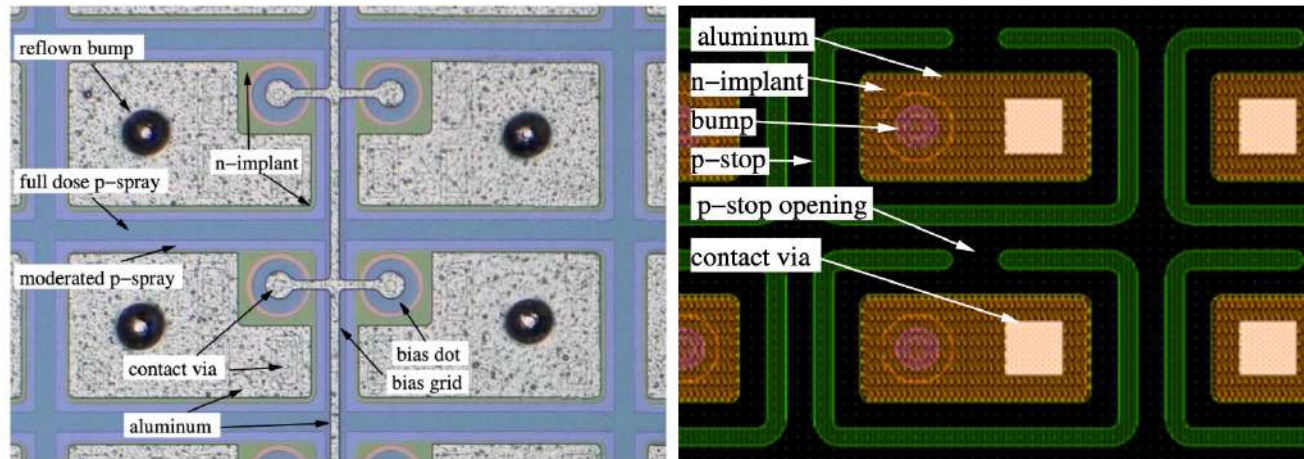 reflown bump
n−implant
full dose p−spray
moderated p−spray
contact via
bias dot
bias grid
aluminum
aluminum
n−implant
bump
p−stop
p−stop opening
contact via